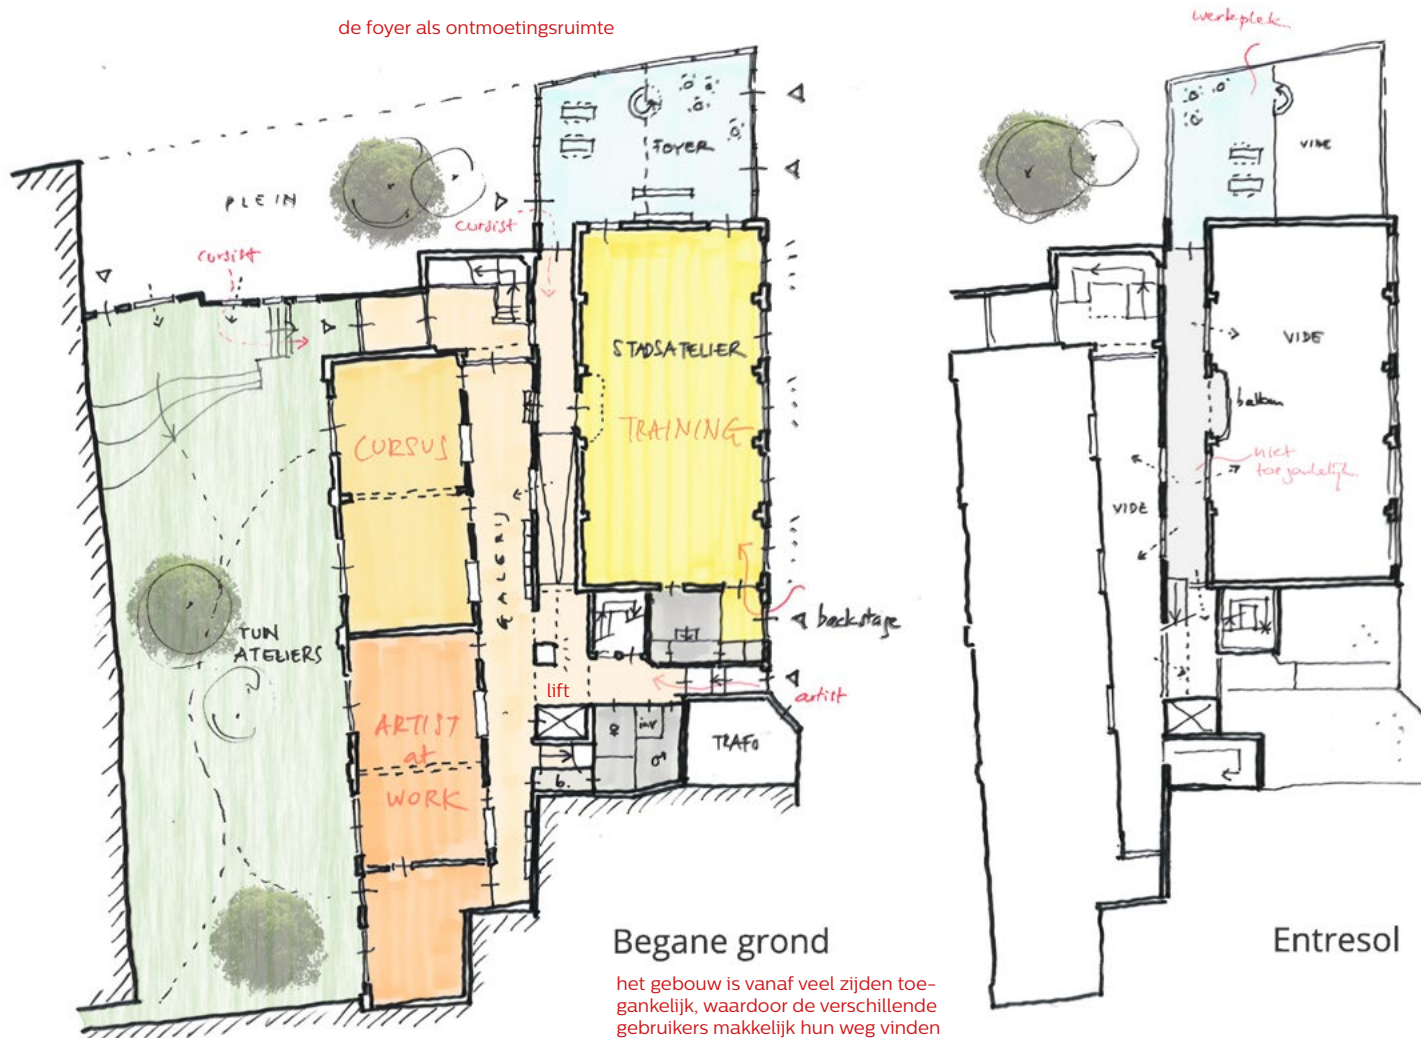 de foyer als ontmoetingsruimte
werkplek
FOYER
VIDE
PLEIN
cursist
cursist
STADSATELIER
VIDE
TRAINING
balkon
CURSUS
niet
toegankelijk
VIDE
GALERIJ
backstage
TUIN
ATELIERS
lift
artist
ARTIST
at
WORK
inv
TRAFO
b.
Begane grond
Entresol
het gebouw is vanaf veel zijden toe-
gankelijk, waardoor de verschillende
gebruikers makkelijk hun weg vinden